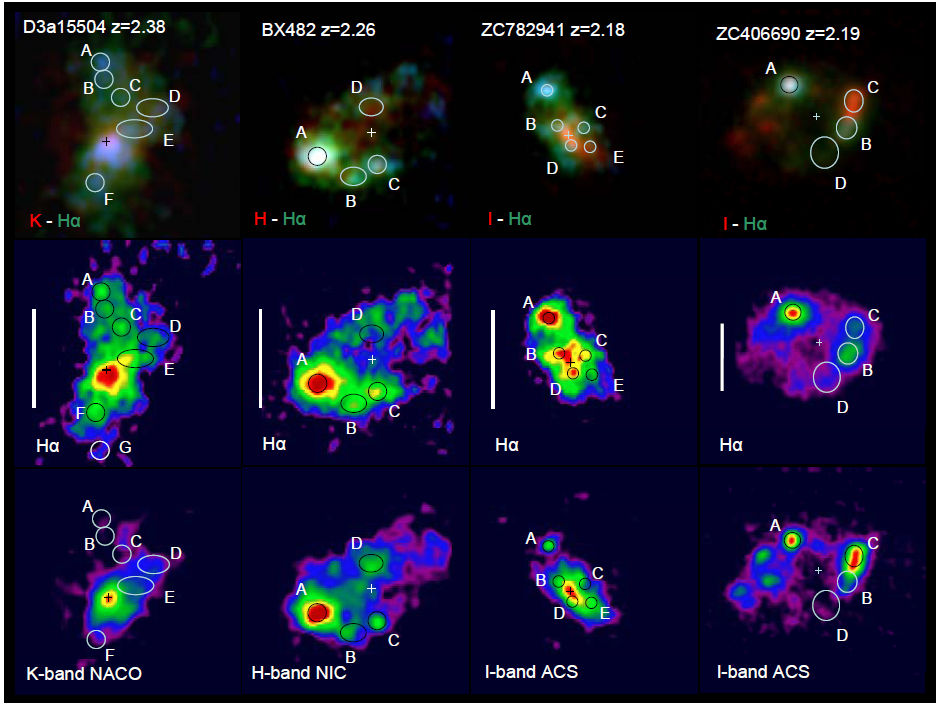 D3a15504 z=2.38
A
B
C
D
E
F
K - Hα
BX482 z=2.26
D
A
B
C
H - Hα
ZC782941 z=2.18
A
B
C
D
E
I - Hα
ZC406690 z=2.19
A
C
B
D
I - Hα
A
B
C
D
E
F
G
Hα
D
A
B
C
Hα
A
B
C
D
E
Hα
A
C
B
D
Hα
A
B
C
D
E
F
K-band NACO
D
A
B
C
H-band NIC
A
B
C
D
E
I-band ACS
A
C
B
D
I-band ACS